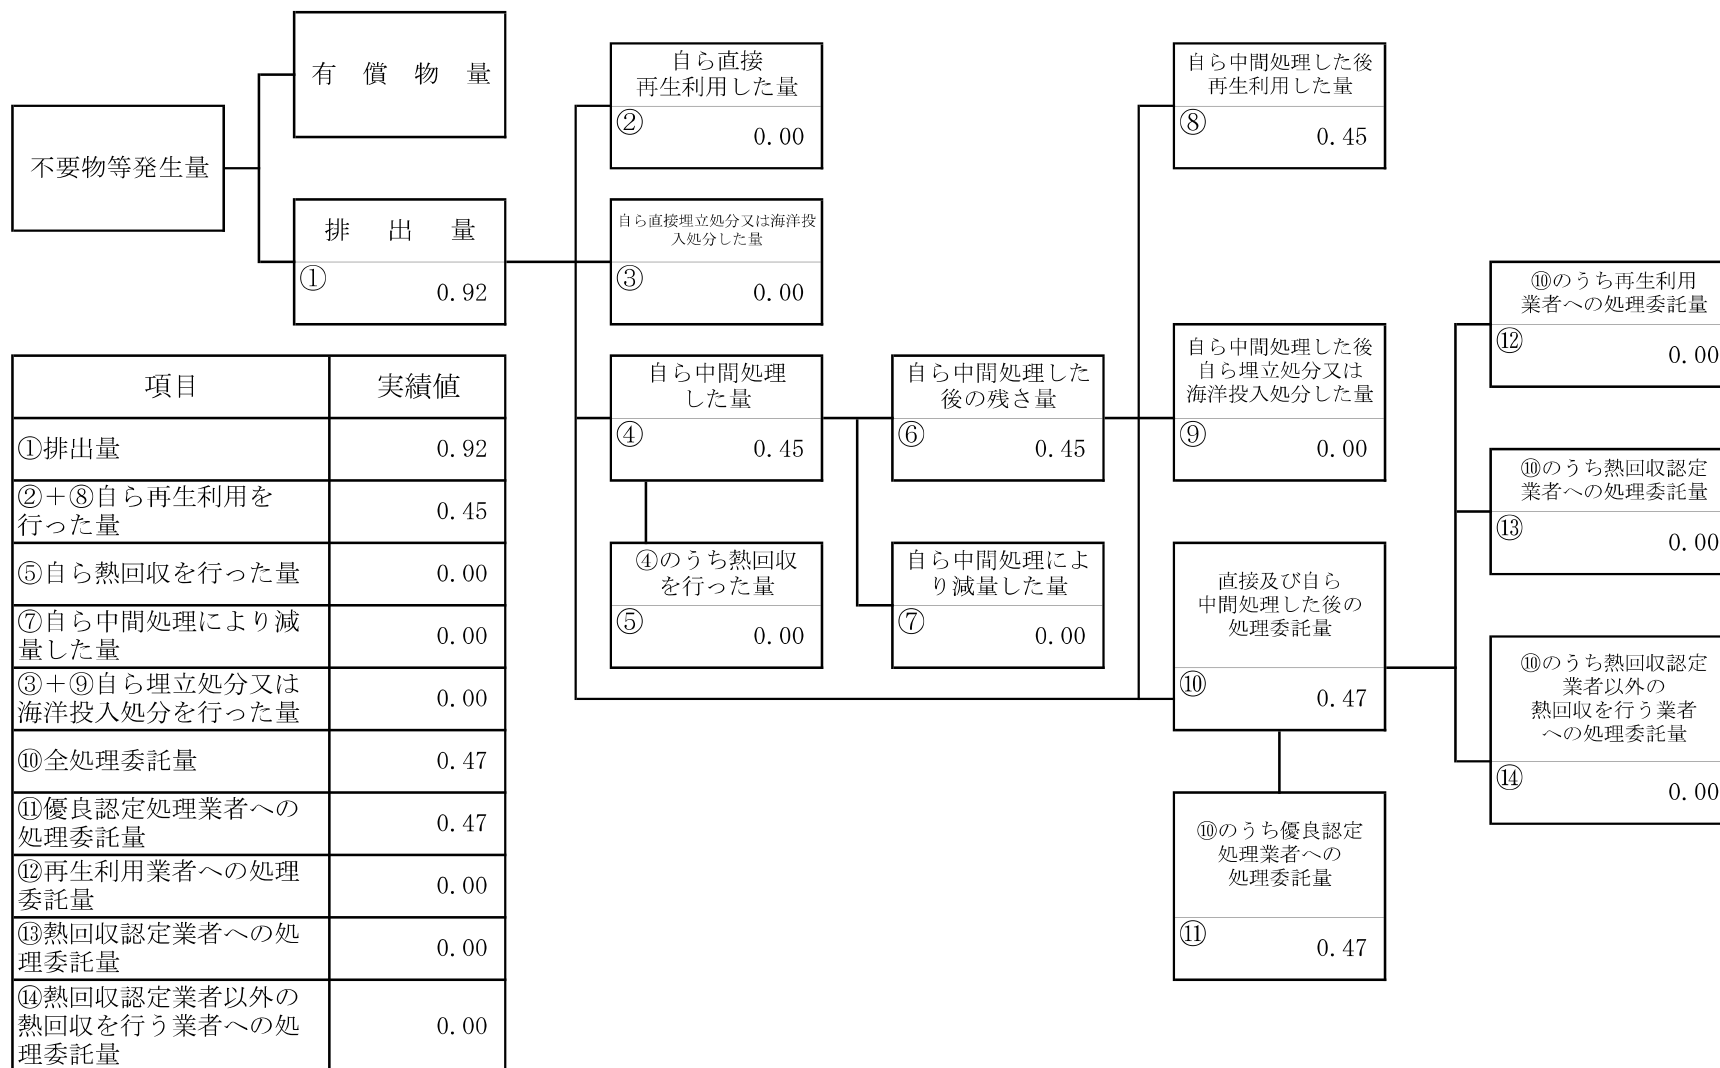 不要物等発生量
有償物量
排出量
①
0.92
自ら直接
再生利用した量
②
0.00
自ら直接埋立処分又は海洋投
入処分した量
③
0.00
自ら中間処理
した量
④
0.45
④のうち熱回収
を行った量
⑤
0.00
自ら中間処理した
後の残さ量
⑥
0.45
自ら中間処理によ
り減量した量
⑦
0.00
自ら中間処理した後
再生利用した量
⑧
0.45
自ら中間処理した後
自ら埋立処分又は
海洋投入処分した量
⑨
0.00
直接及び自ら
中間処理した後の
処理委託量
⑩
0.47
⑩のうち優良認定
処理業者への
処理委託量
⑪
0.47
⑩のうち再生利用
業者への処理委託量
⑫
0.00
⑩のうち熱回収認定
業者への処理委託量
⑬
0.00
⑩のうち熱回収認定
業者以外の
熱回収を行う業者
への処理委託量
⑭
0.00
項目 実績値
①排出量 0.92
②＋⑧自ら再生利用を
行った量 0.45
⑤自ら熱回収を行った量 0.00
⑦自ら中間処理により減
量した量 0.00
③＋⑨自ら埋立処分又は
海洋投入処分を行った量 0.00
⑩全処理委託量 0.47
⑪優良認定処理業者への
処理委託量 0.47
⑫再生利用業者への処理
委託量 0.00
⑬熱回収認定業者への処
理委託量 0.00
⑭熱回収認定業者以外の
熱回収を行う業者への処 0.00
理委託量